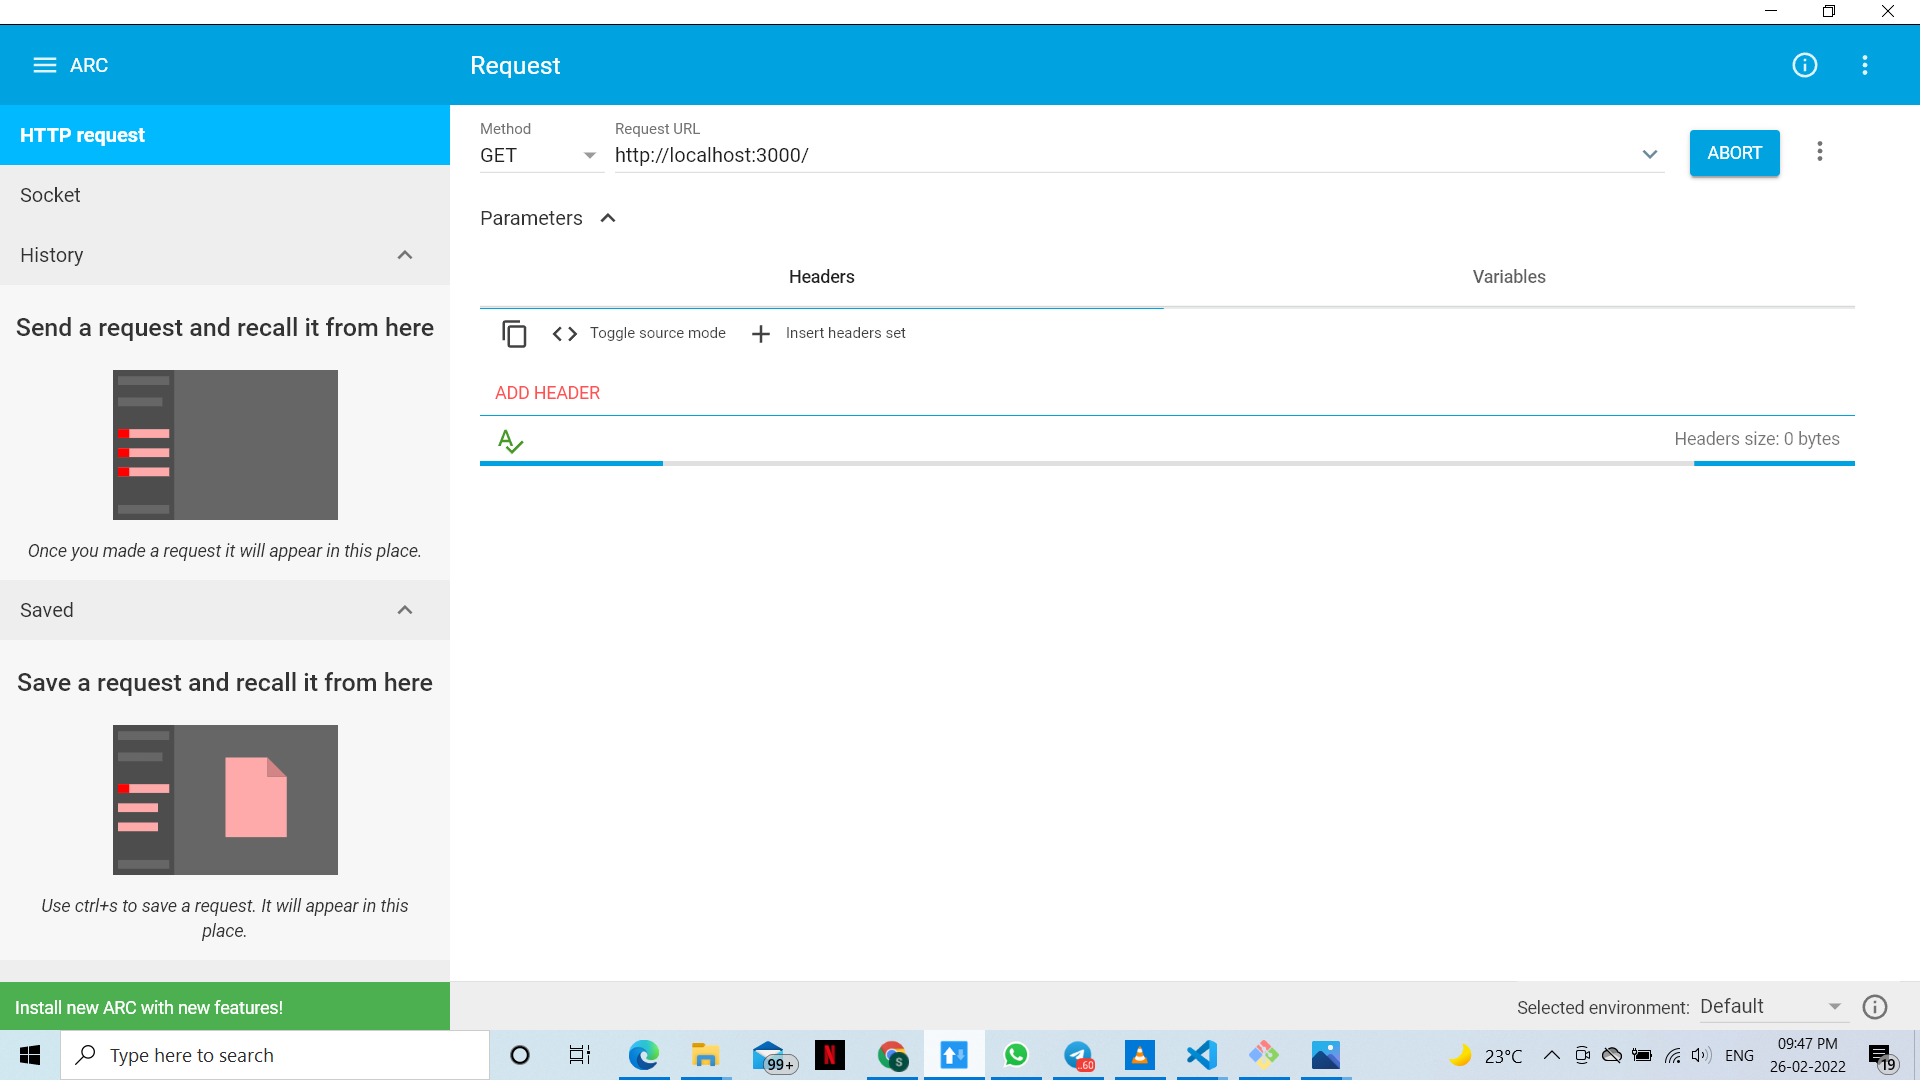 ARC
Request
HTTP request
Socket
History
Send a request and recall it from here
Once you made a request it will appear in this place.
Saved
Save a request and recall it from here
Use ctrl+s to save a request. It will appear in this
place.
Install new ARC with new features!
Method
Request URL
GET
http://localhost:3000/
ABORT
Parameters
Headers
Variables
Toggle source mode
Insert headers set
ADD HEADER
Headers size: 0 bytes
Selected environment: Default
Type here to search
99+
N
S
..60
23°C
ENG
09:47 PM
26-02-2022
19